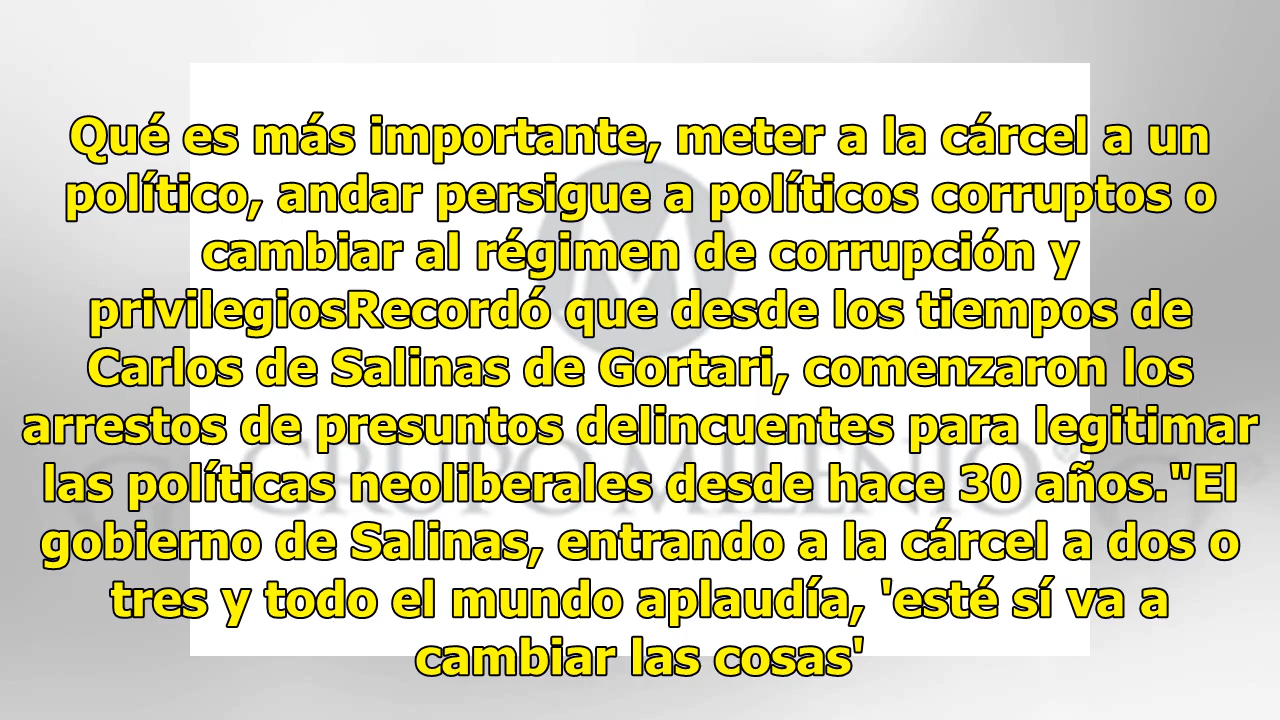 Qué es más importante, meter a la cárcel a un
político, andar persigue a políticos corruptos o
cambiar al régimen de corrupción y
privilegiosRecordó que desde los tiempos de
Carlos de Salinas de Gortari, comenzaron los
arrestos de presuntos delincuentes para legitimar
las políticas neoliberales desde hace 30 años."El
gobierno de Salinas, entrando a la cárcel a dos o
tres y todo el mundo aplaudía, 'esté sí va a
cambiar las cosas'
M
GRUPO MILENIO